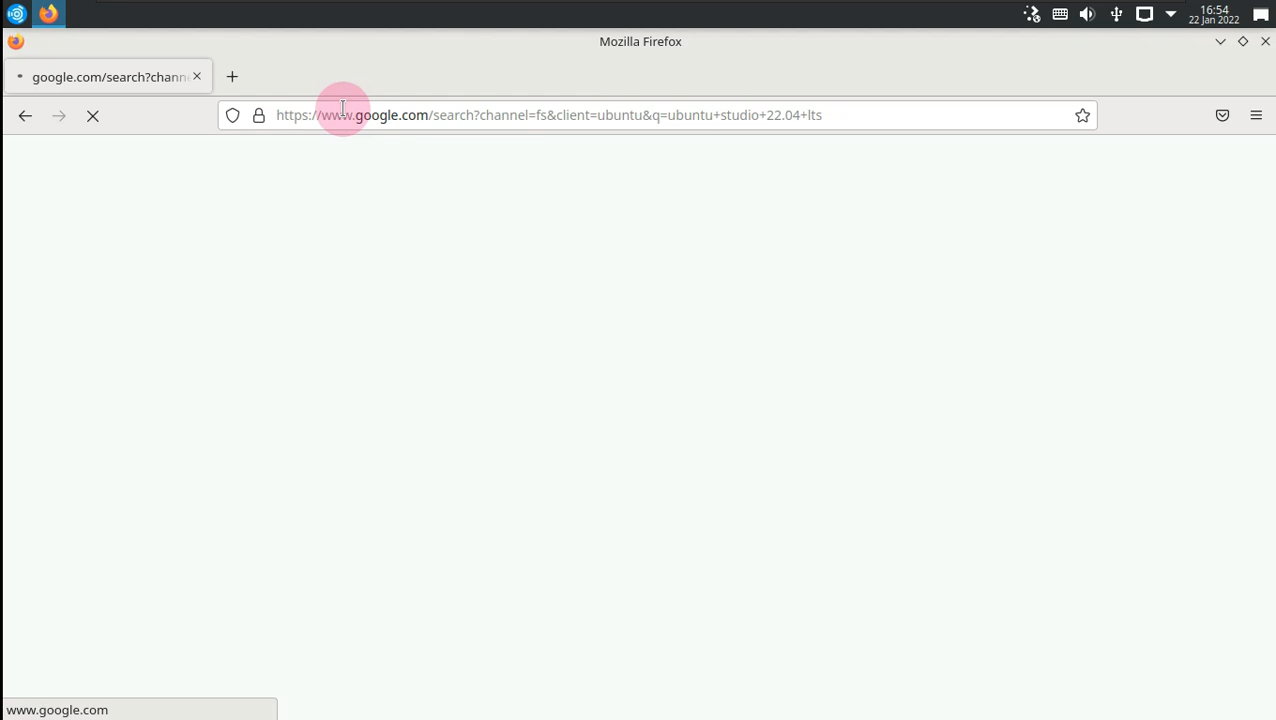 16:54
22 Jan 2022
Mozilla Firefox
google.com/search?chann
https://www.google.com/search?channel=fs&client=ubuntu&q=ubuntu+studio+22.04+lts
www.google.com